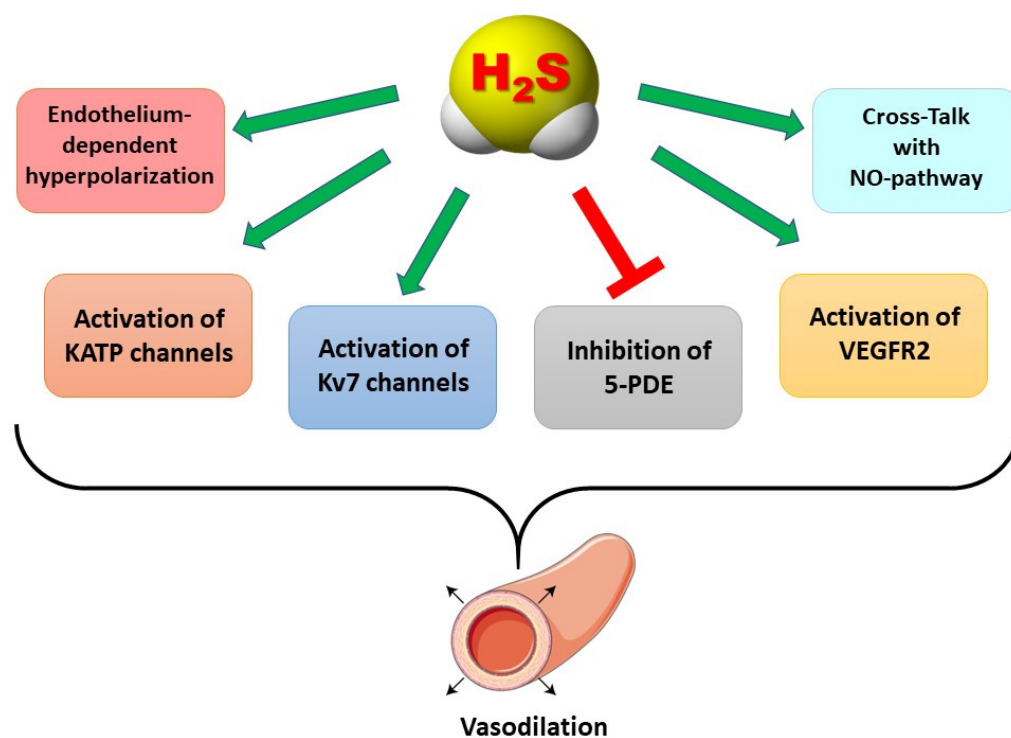 H₂S
Endothelium-
dependent
hyperpolarization
Cross-Talk
with
NO-pathway
Activation of
KATP channels
Activation of
Kv7 channels
Inhibition of
5-PDE
Activation of
VEGFR2
Vasodilation